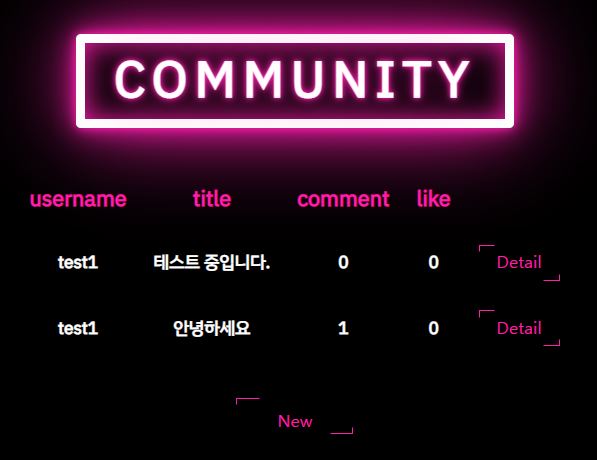 COMMUNITY
username title comment like
test1 테스트 중입니다. 0 0 Detail
test1 안녕하세요 1 0 Detail
New